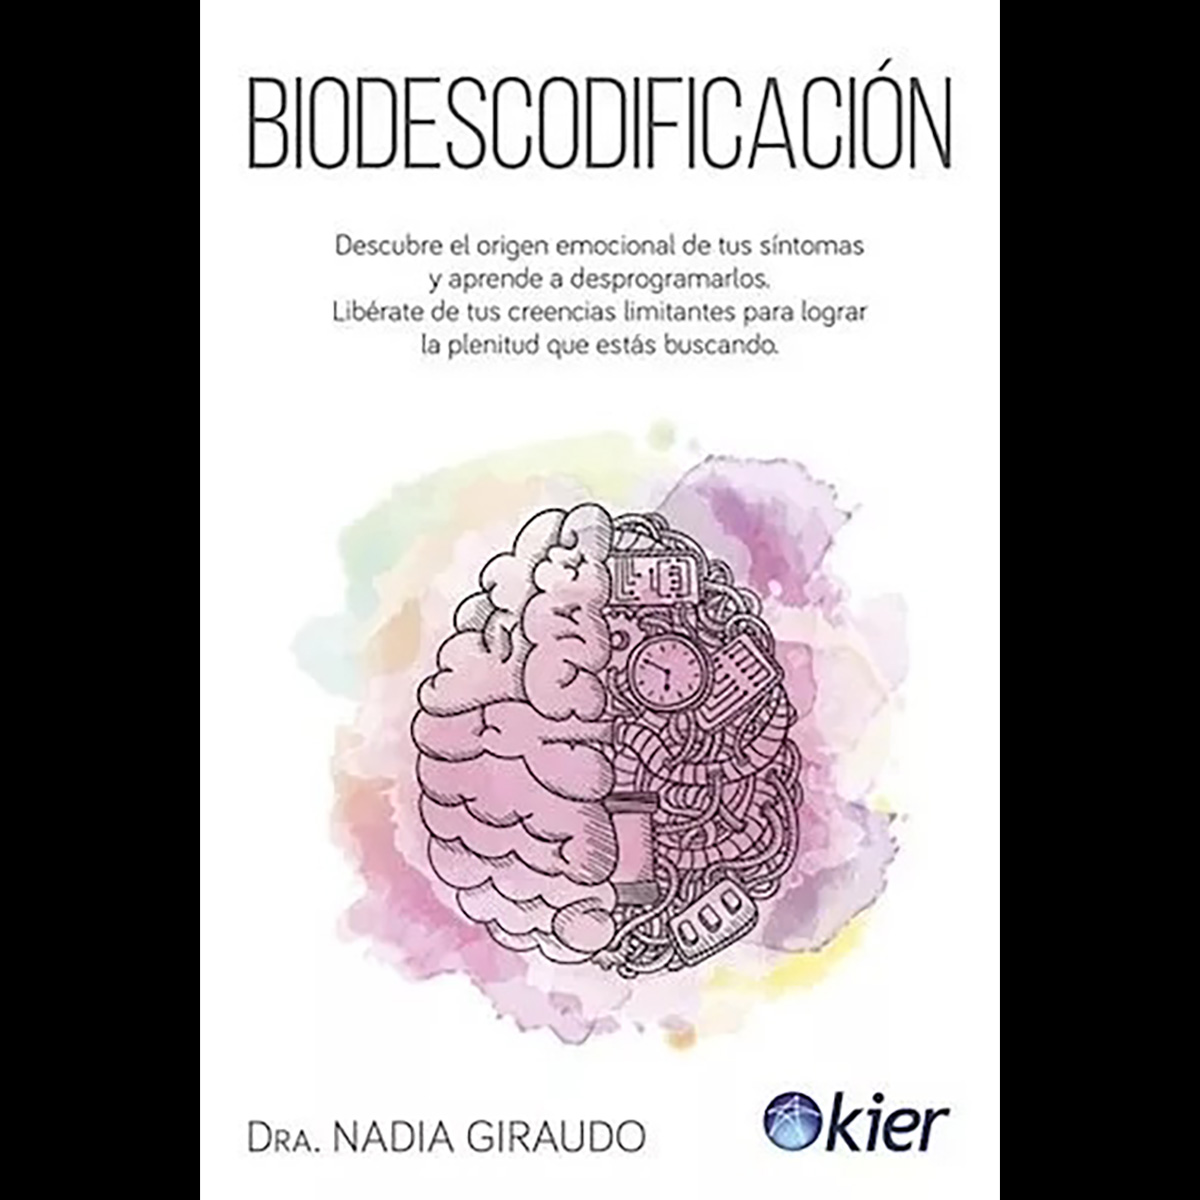 BIODESCODIFICACIÓN
Descubre el origen emocional de tus síntomas
y aprende a desprogramarlos.
Libérate de tus creencias limitantes para lograr
la plenitud que estás buscando.
DRA. NADIA GIRAUDO
kier